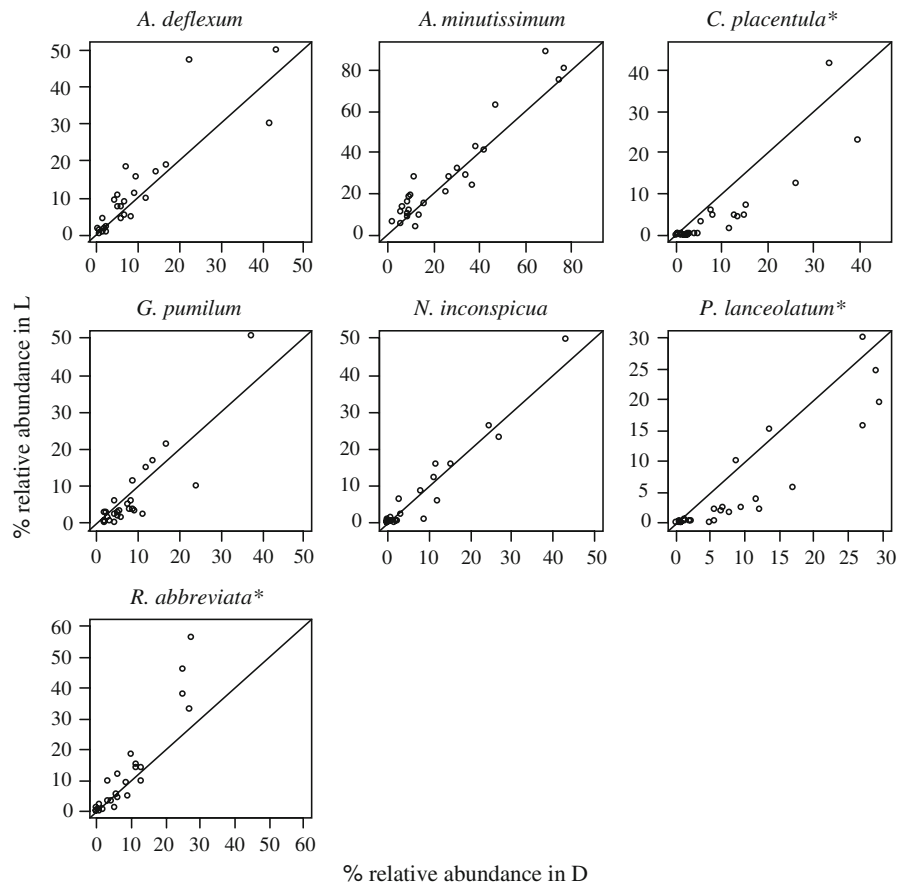 A. deflexum
A. minutissimum
C. placentula*
50
40
30
20
10
0
0 10 20 30 40 50
80
60
40
20
0
0 20 40 60 80
40
30
20
10
0
0 10 20 30 40
G. pumilum
N. inconspicua
P. lanceolatum*
50
40
30
20
10
0
0 10 20 30 40 50
50
40
30
20
10
0
0 10 20 30 40 50
30
25
20
15
10
5
0
0 5 10 15 20 25 30
R. abbreviata*
60
50
40
30
20
10
0
0 10 20 30 40 50 60
% relative abundance in L
% relative abundance in D